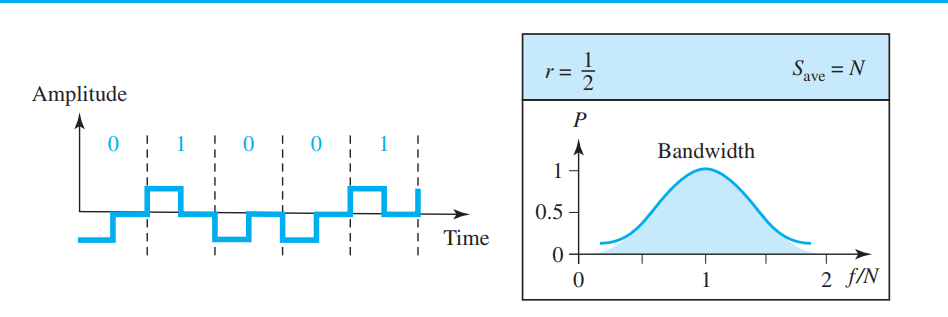 Amplitude
0 1 0 0 1
Time
r = 1/2
S_ave = N
P
Bandwidth
1
0.5
0
0 1 2 f/N